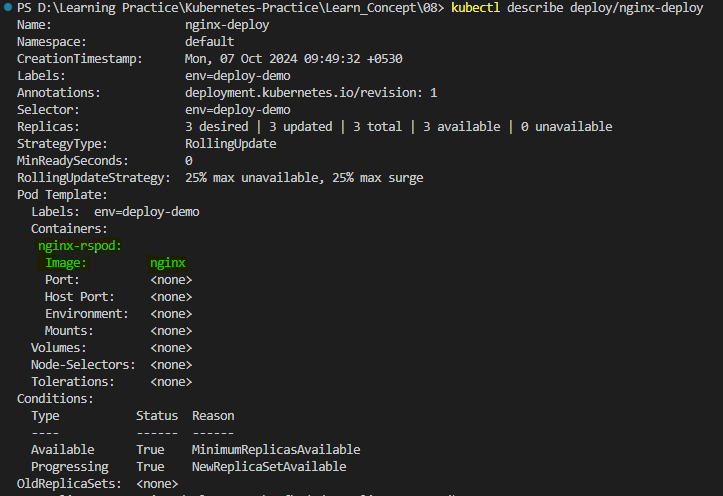 PS D:\Learning Practice\Kubernetes-Practice\Learn_Concept\08> kubectl describe deploy/nginx-deploy
Name:                   nginx-deploy
Namespace:              default
CreationTimestamp:      Mon, 07 Oct 2024 09:49:32 +0530
Labels:                 env=deploy-demo
Annotations:            deployment.kubernetes.io/revision: 1
Selector:               env=deploy-demo
Replicas:               3 desired | 3 updated | 3 total | 3 available | 0 unavailable
StrategyType:           RollingUpdate
MinReadySeconds:        0
RollingUpdateStrategy:  25% max unavailable, 25% max surge
Pod Template:
  Labels:  env=deploy-demo
  Containers:
   nginx-rspod:
    Image:         nginx
    Port:          <none>
    Host Port:     <none>
    Environment:   <none>
    Mounts:        <none>
  Volumes:         <none>
  Node-Selectors:  <none>
  Tolerations:     <none>
Conditions:
  Type           Status  Reason
  ----           ------  ------
  Available      True    MinimumReplicasAvailable
  Progressing    True    NewReplicaSetAvailable
OldReplicaSets:  <none>